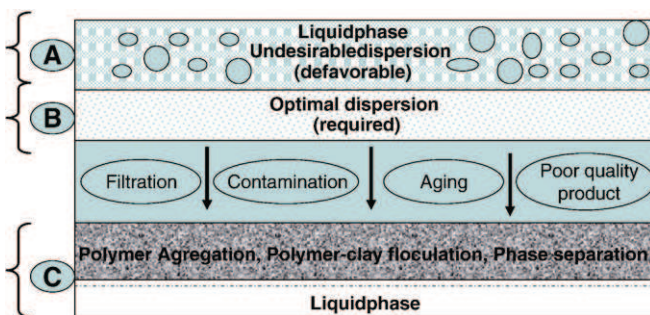 A
Liquidphase
Undesirabledispersion
(defavorable)
B
Optimal dispersion
(required)
Filtration
Contamination
Aging
Poor quality
product
Polymer Agregation, Polymer-clay floculation, Phase separation
C
Liquidphase